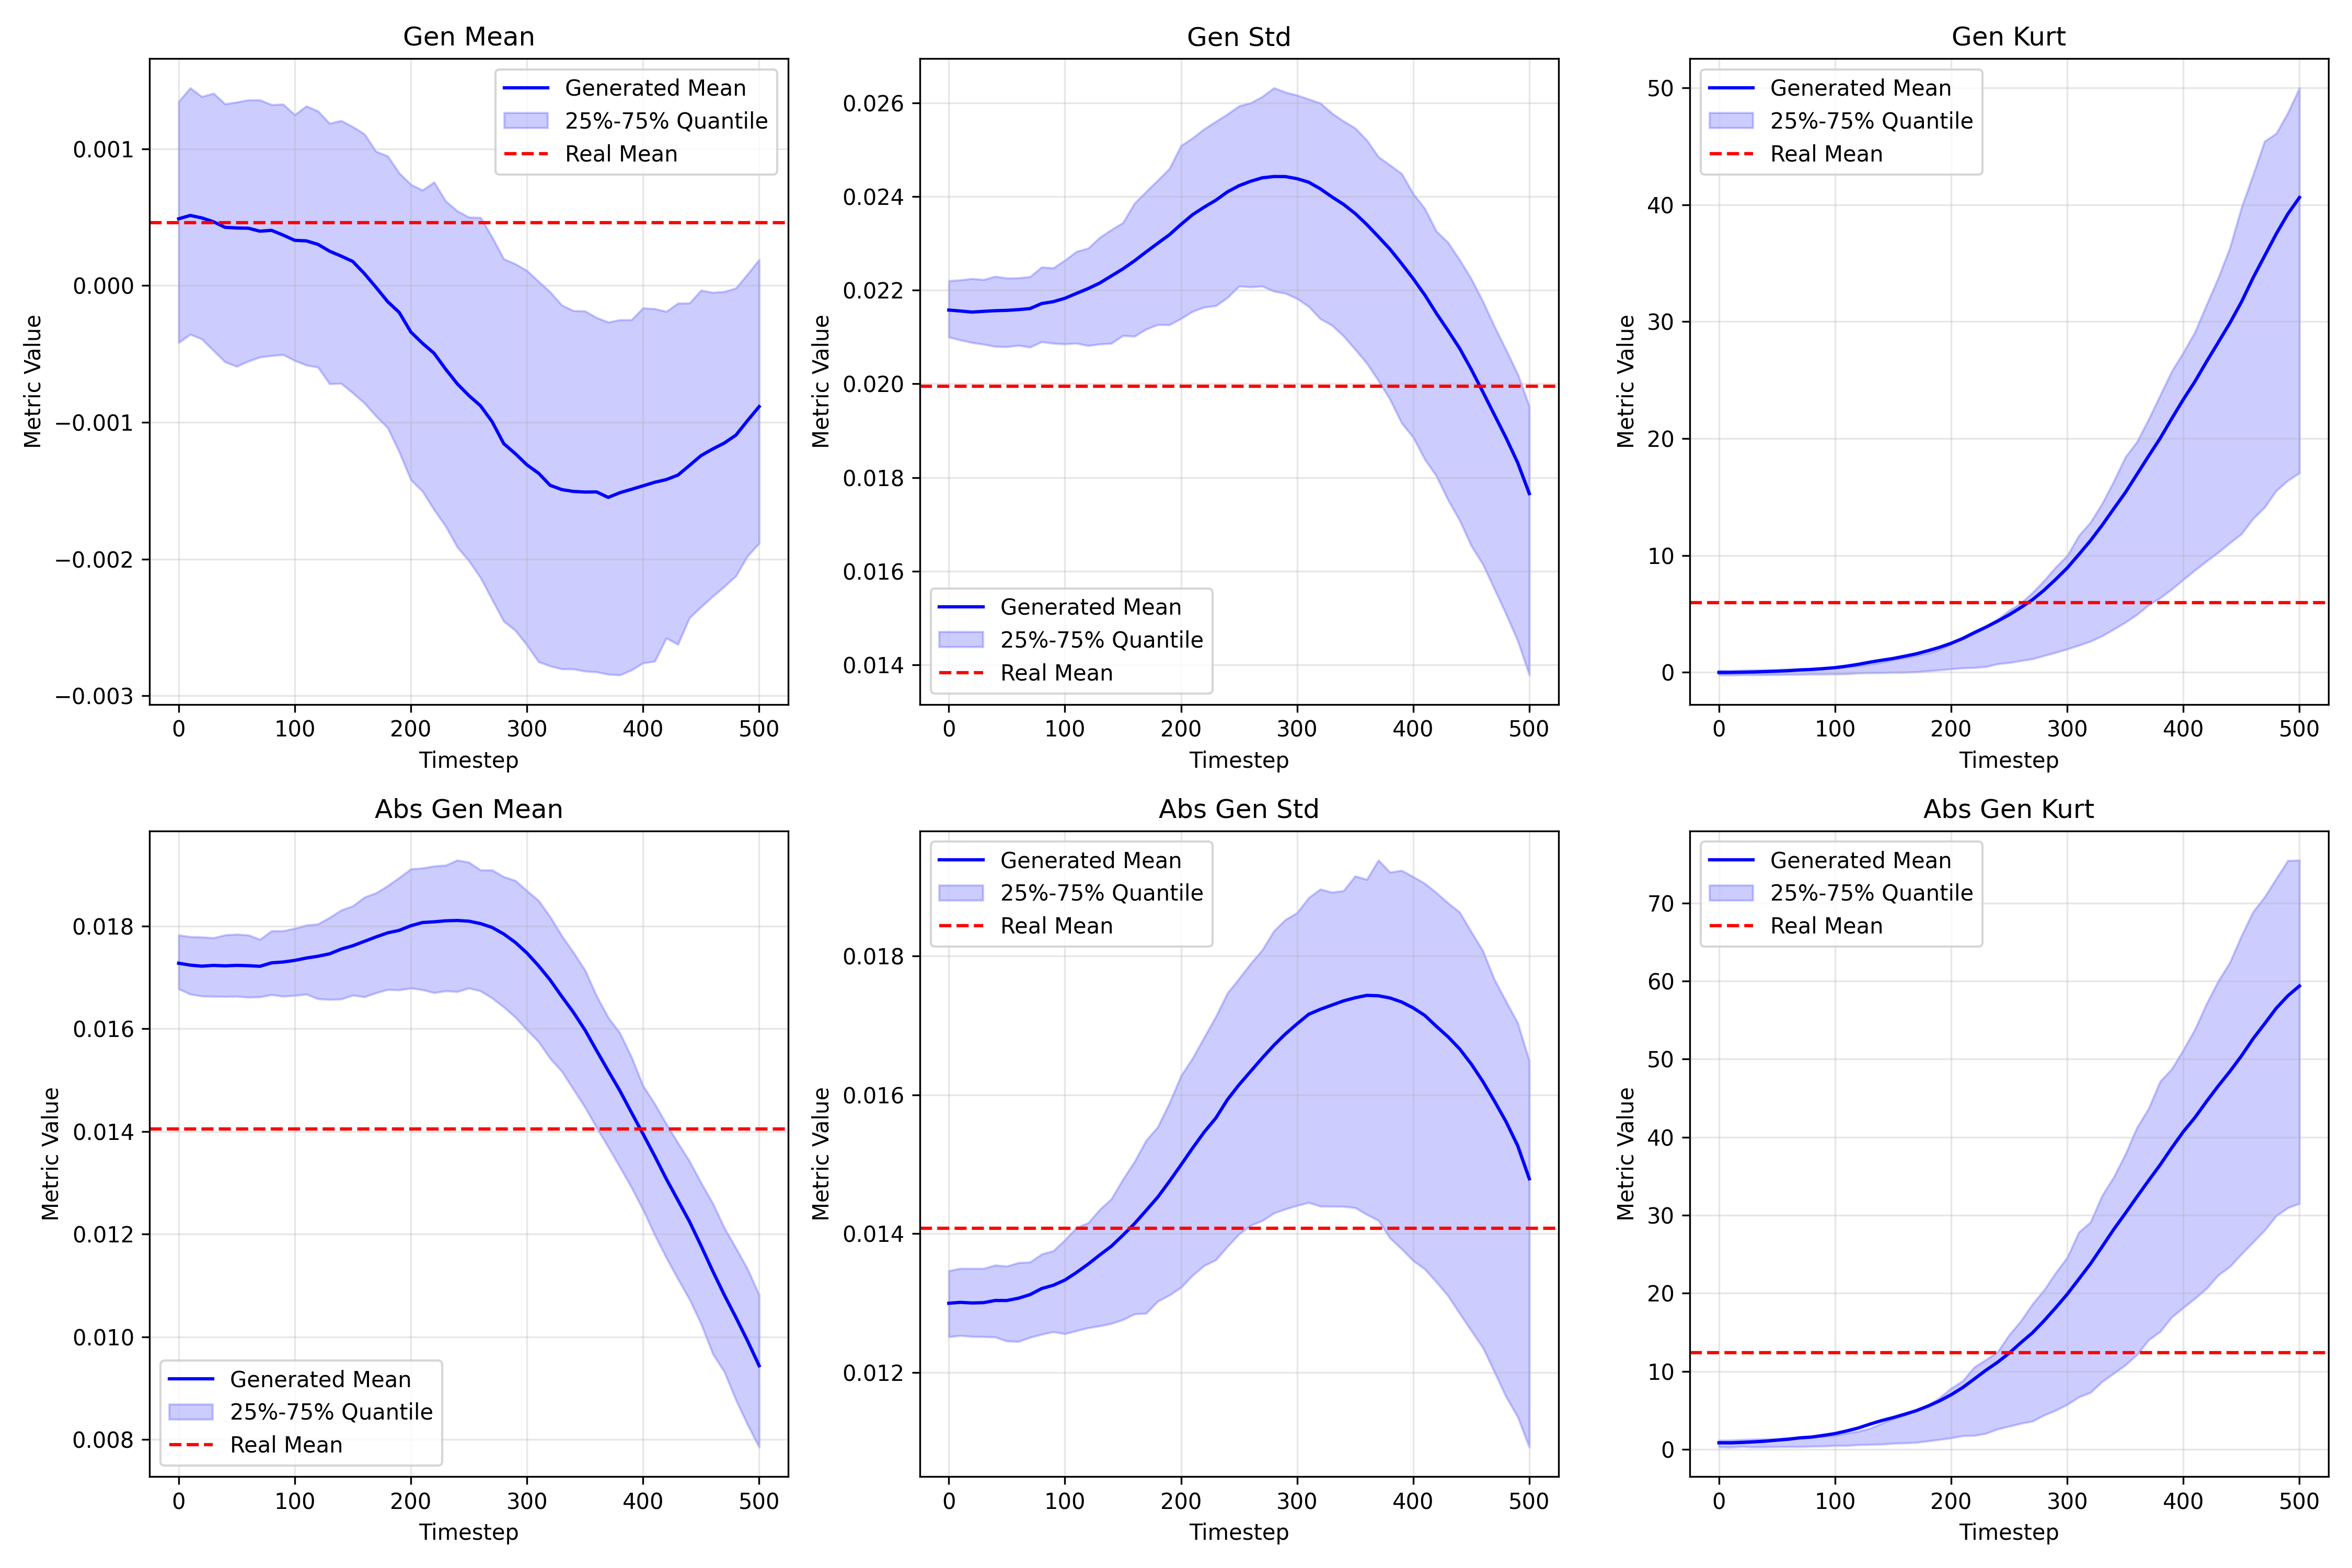 Gen Mean
Generated Mean
25%-75% Quantile
Real Mean
0.001
0.000
−0.001
−0.002
−0.003
Metric Value
0 100 200 300 400 500
Timestep
Gen Std
0.026
0.024
0.022
0.020
0.018
0.016
0.014
Metric Value
Generated Mean
25%-75% Quantile
Real Mean
0 100 200 300 400 500
Timestep
Gen Kurt
Generated Mean
25%-75% Quantile
Real Mean
50
40
30
20
10
0
Metric Value
0 100 200 300 400 500
Timestep
Abs Gen Mean
0.018
0.016
0.014
0.012
0.010
0.008
Metric Value
Generated Mean
25%-75% Quantile
Real Mean
0 100 200 300 400 500
Timestep
Abs Gen Std
Generated Mean
25%-75% Quantile
Real Mean
0.018
0.016
0.014
0.012
Metric Value
0 100 200 300 400 500
Timestep
Abs Gen Kurt
Generated Mean
25%-75% Quantile
Real Mean
70
60
50
40
30
20
10
0
Metric Value
0 100 200 300 400 500
Timestep